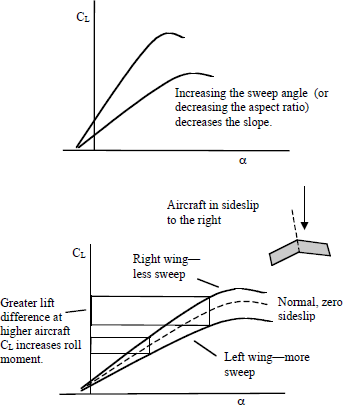 C_L
Increasing the sweep angle (or
decreasing the aspect ratio)
decreases the slope.
α
Aircraft in sideslip
to the right
C_L
Right wing—
less sweep
Greater lift
difference at
higher aircraft
C_L increases roll
moment.
Normal, zero
sideslip
Left wing—more
sweep
α